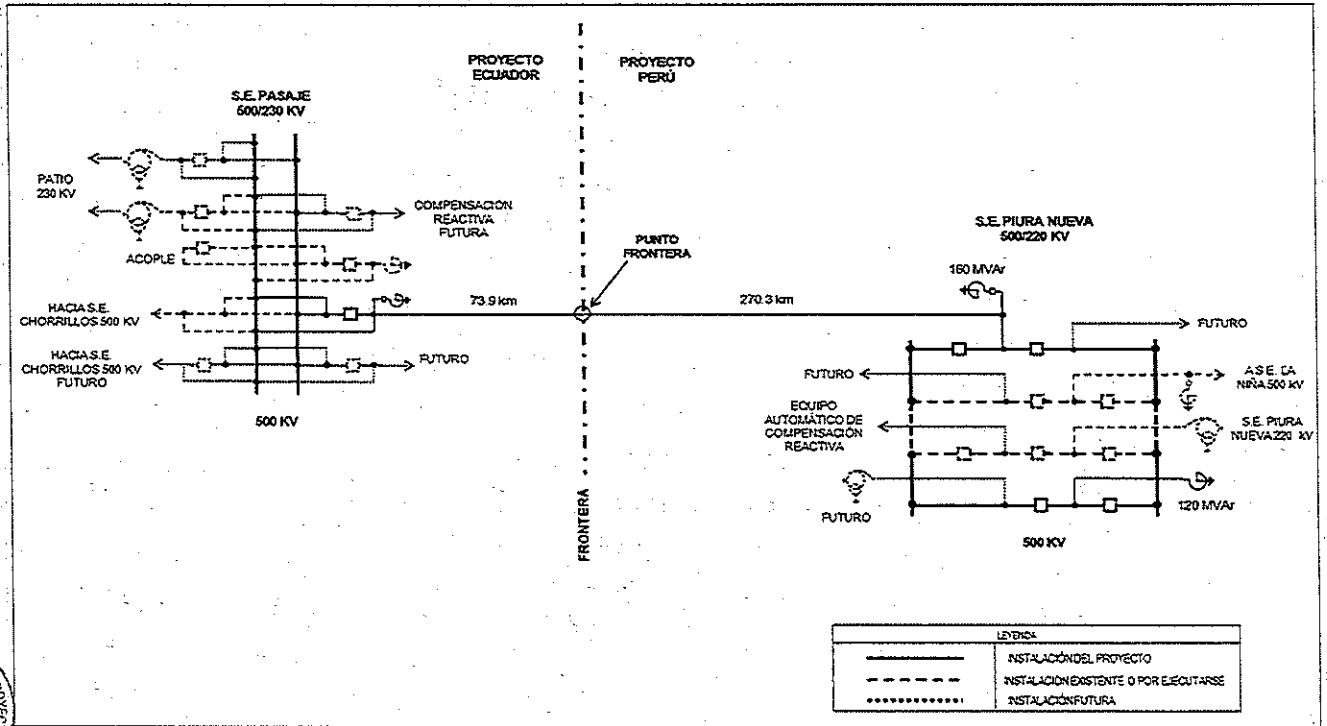 PROYECTO
ECUADOR
PROYECTO
PERÚ
S.E. PASAJE
500/230 KV
PATIO
230 KV
COMPENSACIÓN
REACTIVA
FUTURA
ACOPLE
HACIA S.E.
CHORRILLOS 500 KV
HACIA S.E.
CHORRILLOS 500 KV
FUTURO
FUTURO
500 KV
73.9 km
PUNTO
FRONTERA
270.3 km
FRONTERA
S.E. PIURA NUEVA
500/220 KV
160 MVAr
FUTURO
FUTURO
A S.E. LA
NIÑA 500 kV
EQUIPO
AUTOMÁTICO DE
COMPENSACIÓN
REACTIVA
S.E. PIURA
NUEVA 220 kV
FUTURO
120 MVAr
500 KV
LEYENDA
INSTALACIÓN DEL PROYECTO
INSTALACIÓN EXISTENTE O POR EJECUTARSE
INSTALACIÓN FUTURA